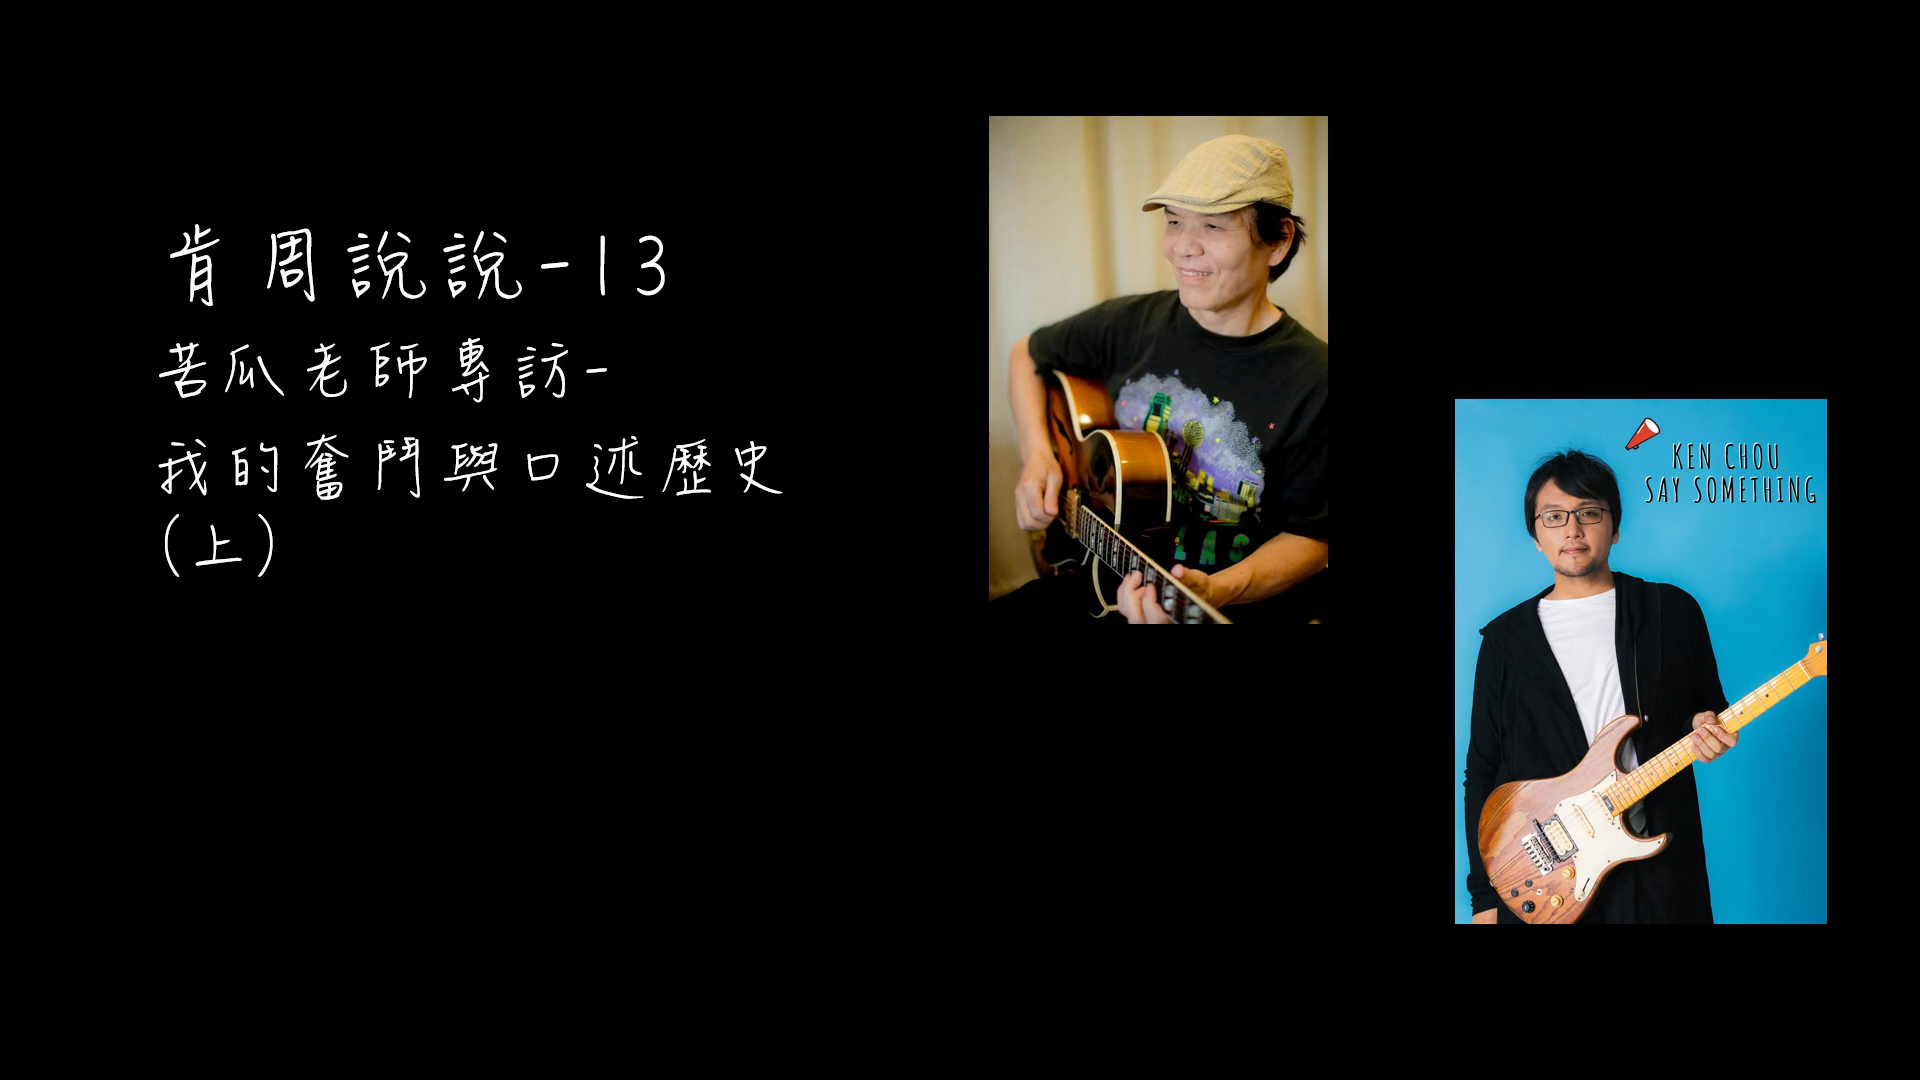 肯周說說-13
苦瓜老師專訪-
我的奮鬥與口述歷史
(上)
KEN CHOU
SAY SOMETHING